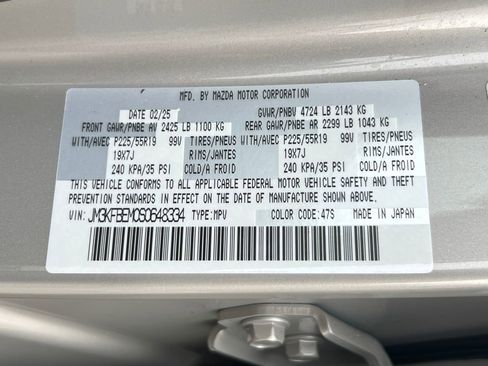 MFD. BY MAZDA MOTOR CORPORATION
DATE 02/25 GVWR/PNBV 4724 LB 2143 KG
FRONT GAWR/PNBE AV 2425 LB 1100 KG REAR GAWR/PNBE AR 2299 LB 1043 KG
WITH/AVEC P225/55R19 99V TIRES/PNEUS WITH/AVEC P225/55R19 99V TIRES/PNEUS
19X7J RIMS/JANTES 19X7J RIMS/JANTES
240 KPA/35 PSI COLD/A FROID 240 KPA/35 PSI COLD/A FROID
THIS VEHICLE CONFORMS TO ALL APPLICABLE FEDERAL MOTOR VEHICLE SAFETY AND THEFT
PREVENTION STANDARDS IN EFFECT ON THE DATE OF MANUFACTURE SHOWN ABOVE.
VIN: JM3KFBEM0S0648334 TYPE:MPV COLOR CODE:47S MADE IN JAPAN